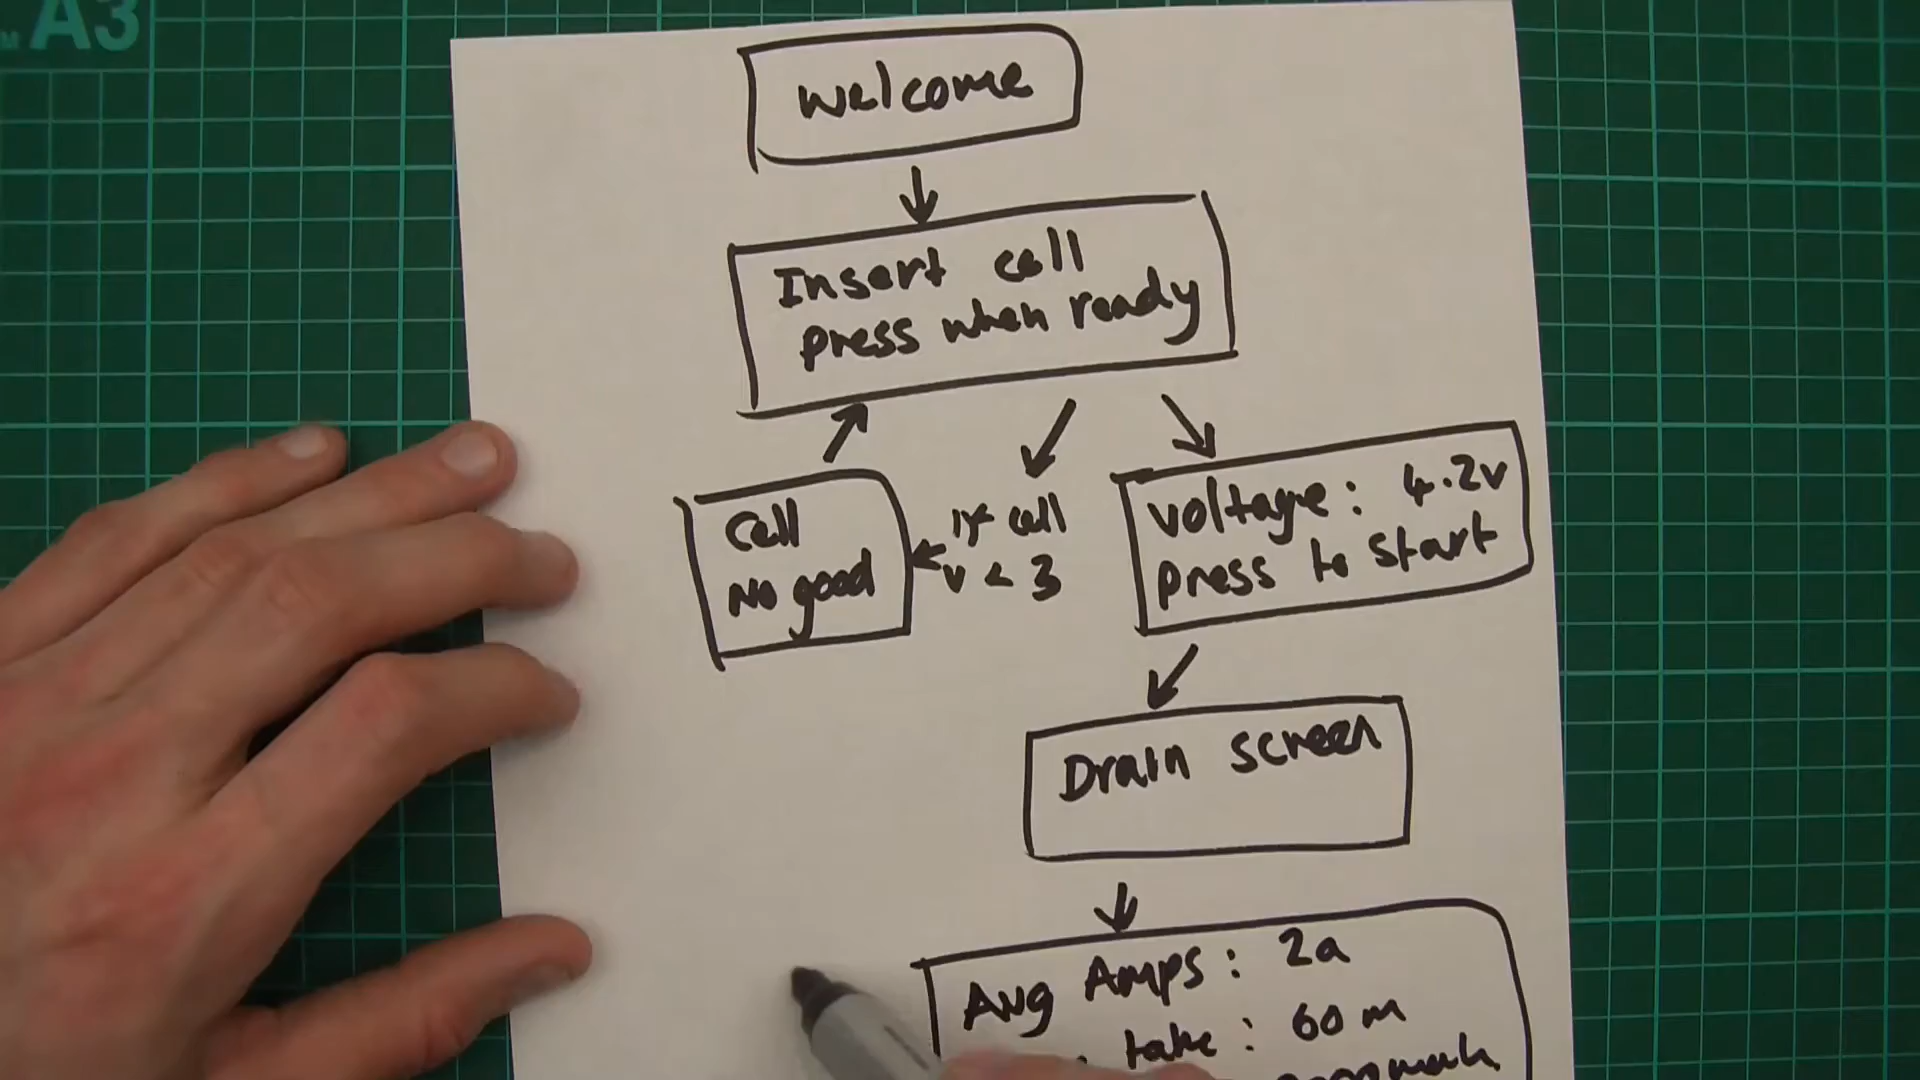 A3
welcome
Insert cell
press when ready
Cell
No good
if cell
v < 3
voltage: 4.2v
press to start
Drain screen
Avg Amps: 2a
take: 60m